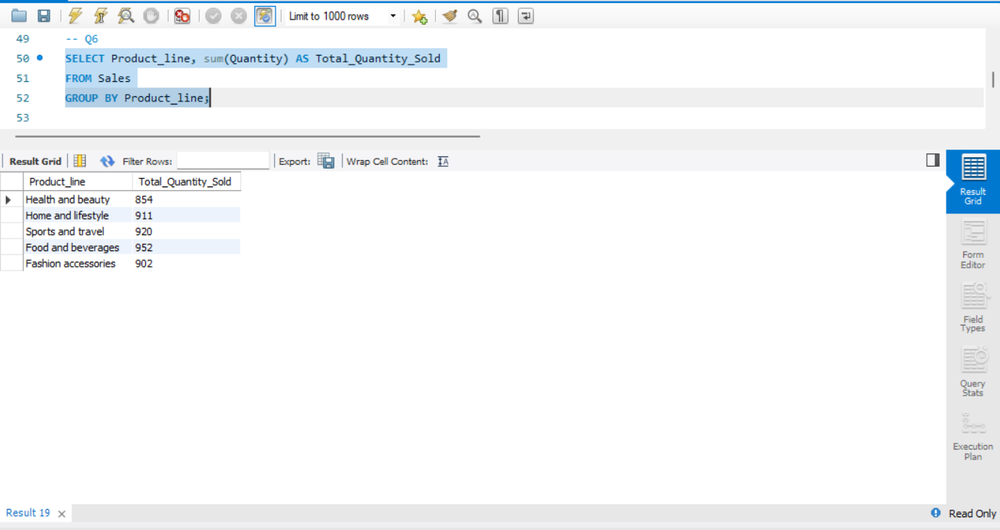 Limit to 1000 rows
49 -- Q6
50 SELECT Product_line, sum(Quantity) AS Total_Quantity_Sold
51 FROM Sales
52 GROUP BY Product_line;
53
Result Grid Filter Rows: Export: Wrap Cell Content:
Product_line Total_Quantity_Sold
Health and beauty 854
Home and lifestyle 911
Sports and travel 920
Food and beverages 952
Fashion accessories 902
Result
Grid
Form
Editor
Field
Types
Query
Stats
Execution
Plan
Result 19 Read Only